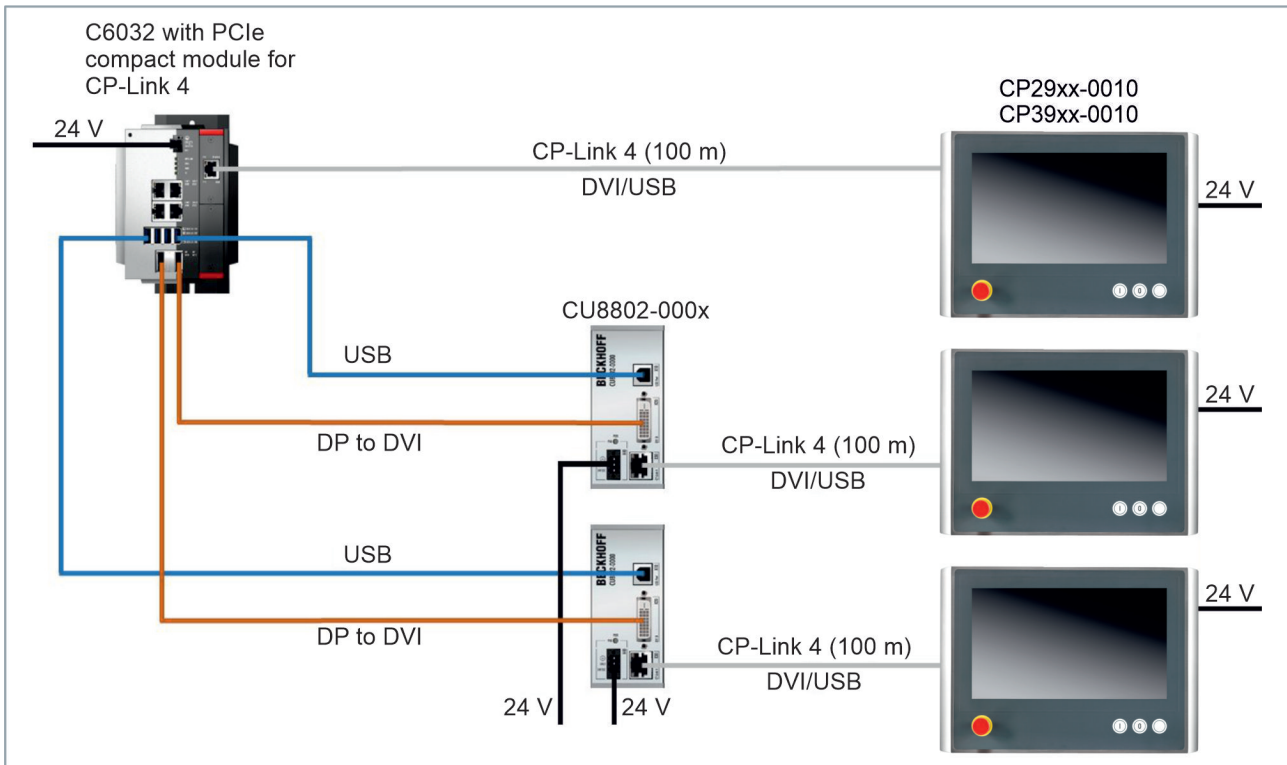 C6032 with PCIe
compact module for
CP-Link 4
24 V
CP29xx-0010
CP39xx-0010
CP-Link 4 (100 m)
DVI/USB
24 V
CU8802-000x
BECKHOFF
USB
DP to DVI
CP-Link 4 (100 m)
DVI/USB
24 V
BECKHOFF
USB
DP to DVI
CP-Link 4 (100 m)
DVI/USB
24 V
24 V
24 V